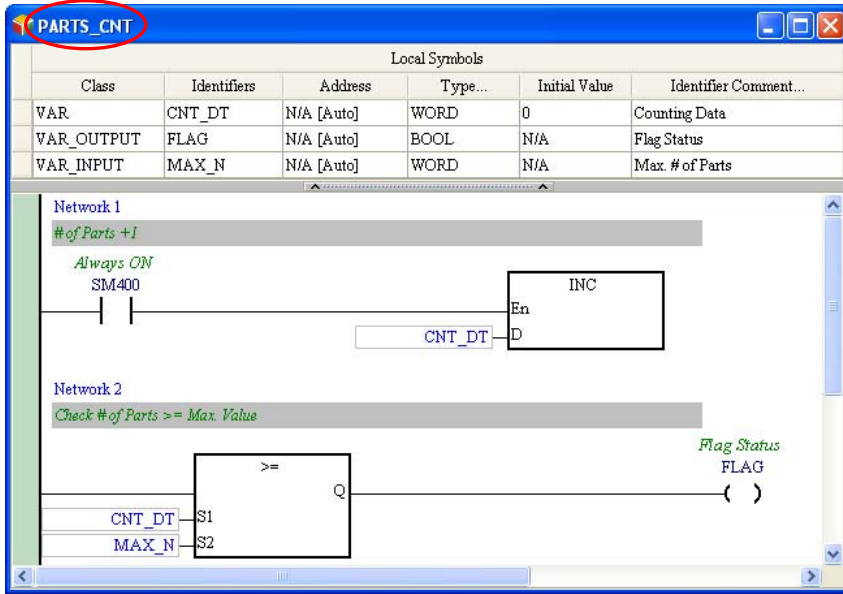 PARTS_CNT
Local Symbols
Class Identifiers Address Type... Initial Value Identifier Comment...
VAR CNT_DT N/A [Auto] WORD 0 Counting Data
VAR_OUTPUT FLAG N/A [Auto] BOOL N/A Flag Status
VAR_INPUT MAX_N N/A [Auto] WORD N/A Max. # of Parts
Network 1
# of Parts +1
Always ON
SM400
INC
En
CNT_DT D
Network 2
Check # of Parts >= Max. Value
Flag Status
FLAG
>=
Q
( )
CNT_DT S1
MAX_N S2